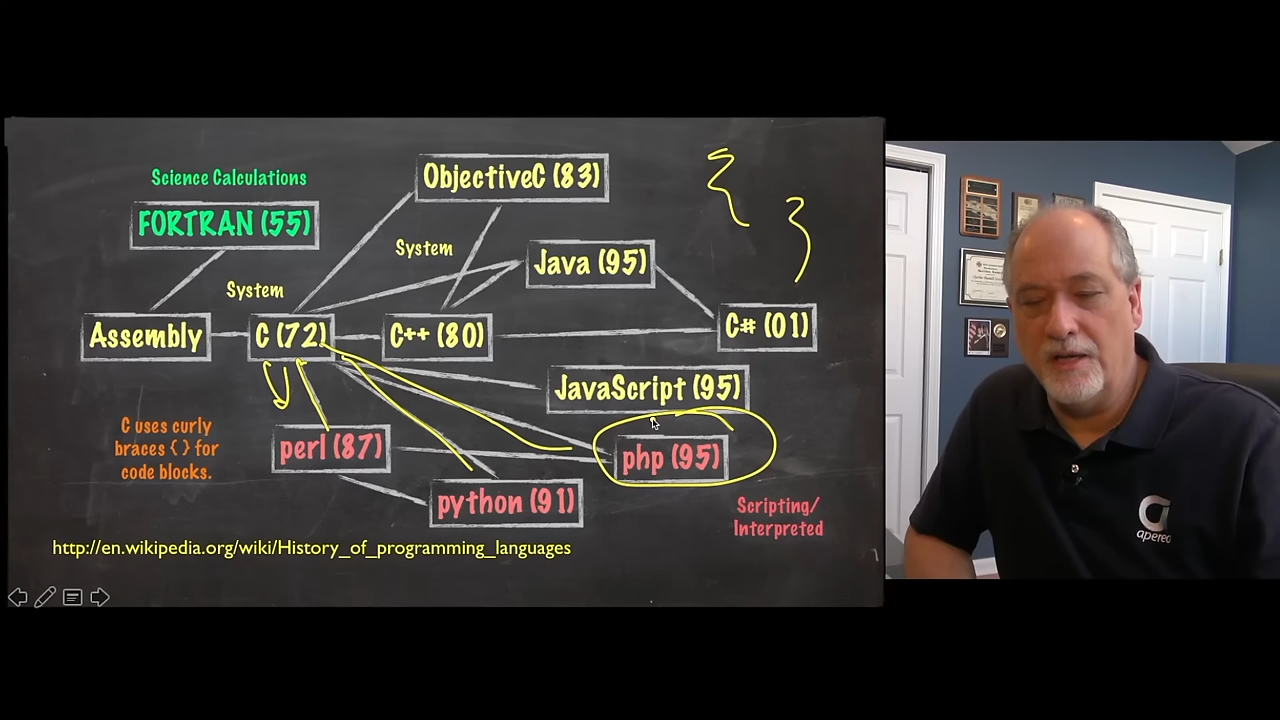 Science Calculations
FORTRAN (55)
ObjectiveC (83)
System
Java (95)
System
Assembly
C (72)
C++ (80)
C# (01)
JavaScript (95)
C uses curly
braces { } for
code blocks.
perl (87)
php (95)
python (91)
Scripting/
Interpreted
http://en.wikipedia.org/wiki/History_of_programming_languages
{ }
apereo